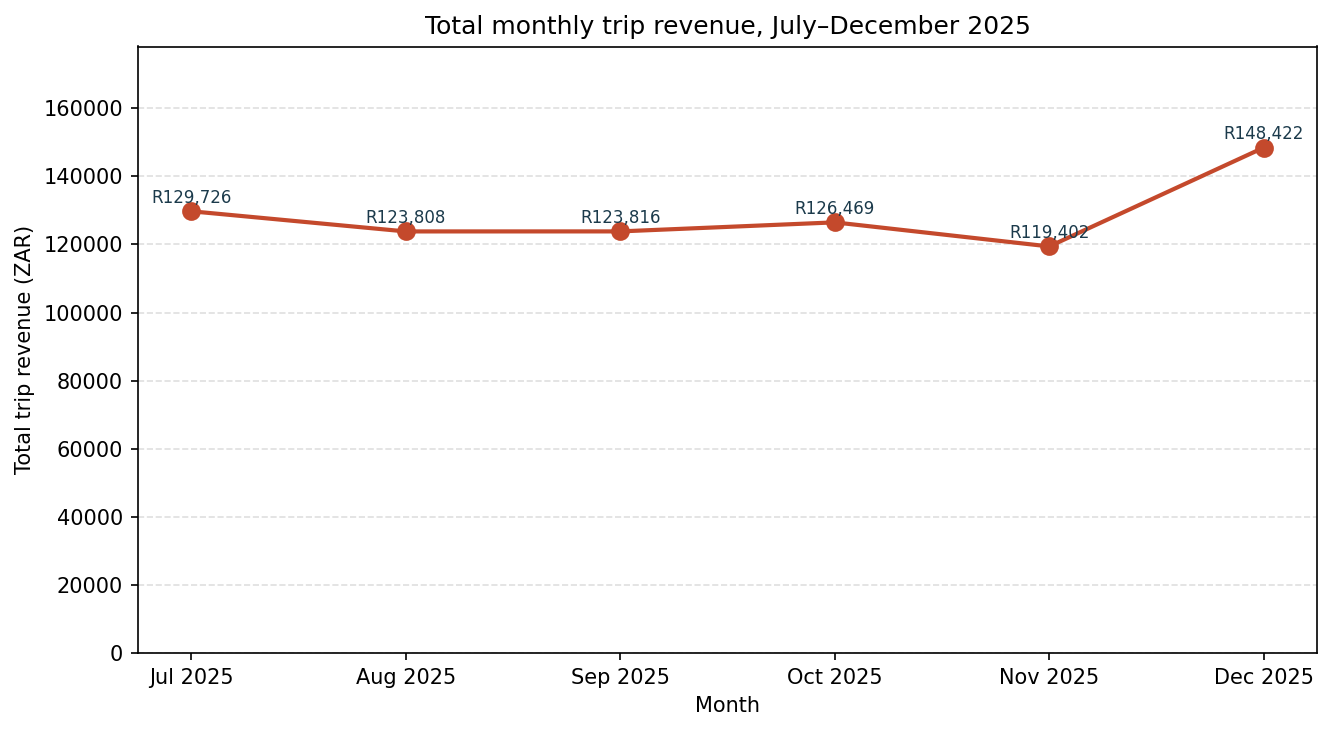 Total monthly trip revenue, July–December 2025
Total trip revenue (ZAR)
160000
140000
120000
100000
80000
60000
40000
20000
0
R129,726
R123,808
R123,816
R126,469
R119,402
R148,422
Jul 2025
Aug 2025
Sep 2025
Oct 2025
Nov 2025
Dec 2025
Month